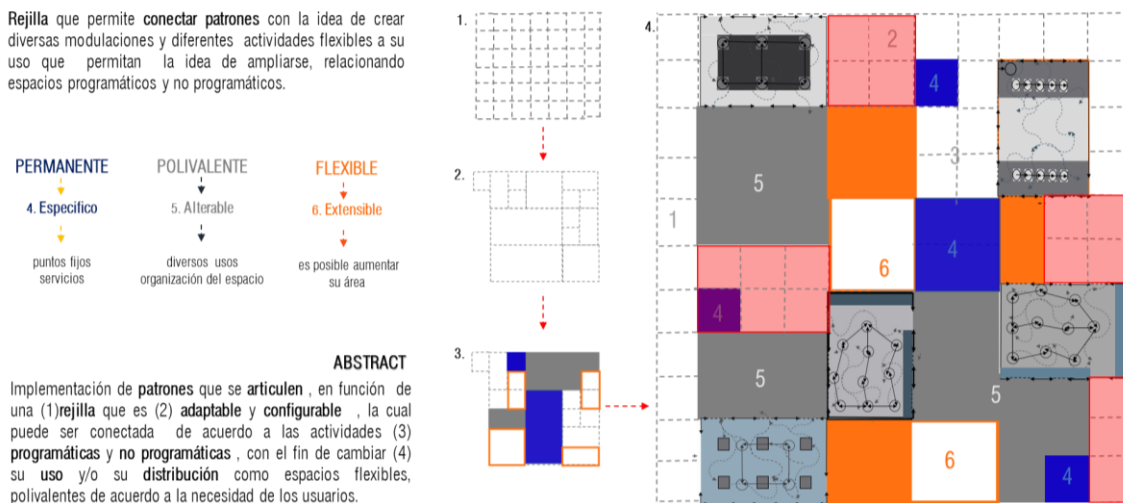 Rejilla que permite conectar patrones con la idea de crear
diversas modulaciones y diferentes actividades flexibles a su
uso que permitan la idea de ampliarse, relacionando
espacios programáticos y no programáticos.
PERMANENTE
4. Específico
puntos fijos
servicios
POLIVALENTE
5. Alterable
diversos usos
organización del espacio
FLEXIBLE
6. Extensible
es posible aumentar
su área
ABSTRACT
Implementación de patrones que se articulen , en función de
una (1)rejilla que es (2) adaptable y configurable , la cual
puede ser conectada de acuerdo a las actividades (3)
programáticas y no programáticas , con el fin de cambiar (4)
su uso y/o su distribución como espacios flexibles,
polivalentes de acuerdo a la necesidad de los usuarios.
1.
2.
3.
4.
2
4
3
5
1
4
6
4
5
5
6
4